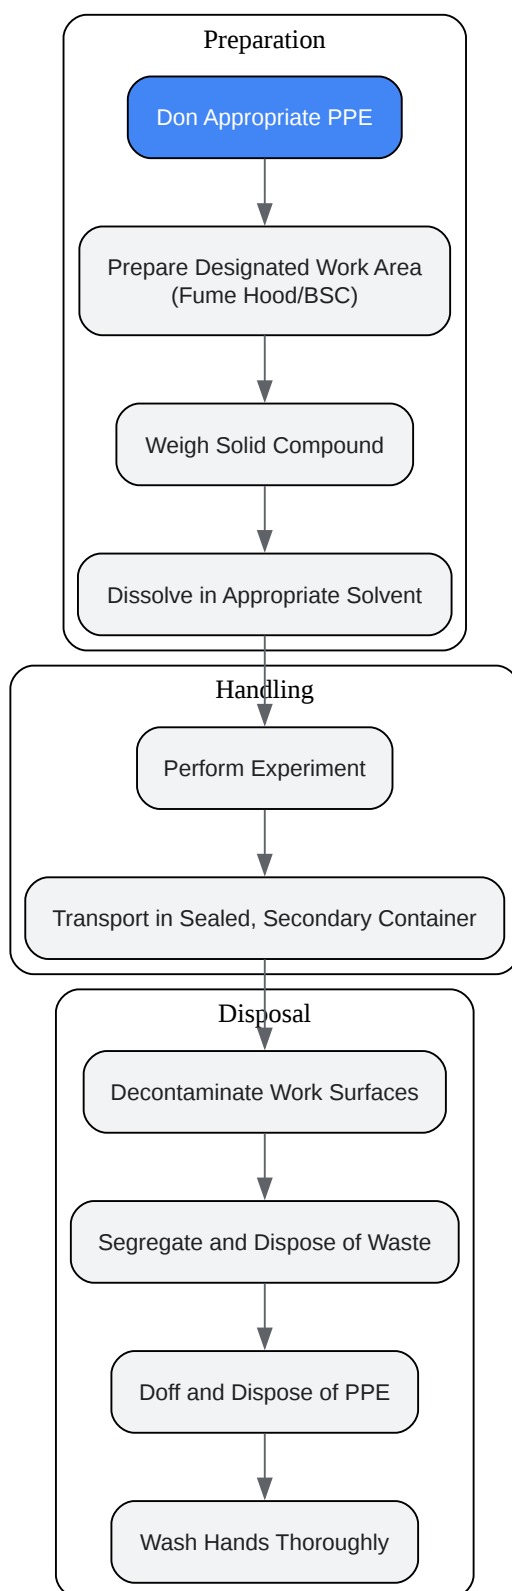 Preparation
Don Appropriate PPE
Prepare Designated Work Area
(Fume Hood/BSC)
Weigh Solid Compound
Dissolve in Appropriate Solvent
Handling
Perform Experiment
Transport in Sealed, Secondary Container
Disposal
Decontaminate Work Surfaces
Segregate and Dispose of Waste
Doff and Dispose of PPE
Wash Hands Thoroughly